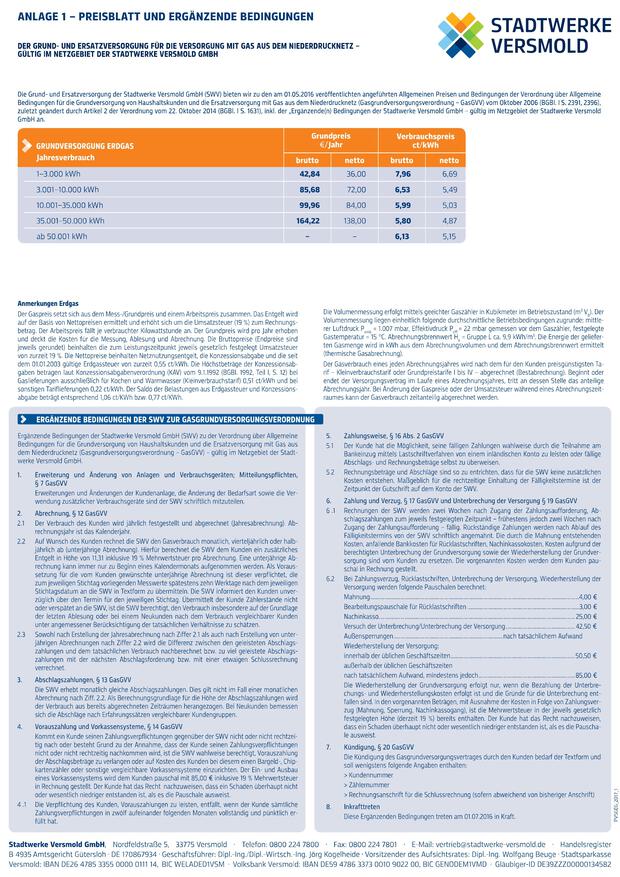 ANLAGE 1 – PREISBLATT UND ERGÄNZENDE BEDINGUNGEN
STADTWERKE
VERSMOLD
DER GRUND- UND ERSATZVERSORGUNG FÜR DIE VERSORGUNG MIT GAS AUS DEM NIEDERDRUCKNETZ –
GÜLTIG IM NETZGEBIET DER STADTWERKE VERSMOLD GMBH
Die Grund- und Ersatzversorgung der Stadtwerke Versmold GmbH (SWV) bieten wir zu den am 01.05.2016 veröffentlichten angeführten Allgemeinen Preisen und Bedingungen der Verordnung über Allgemeine
Bedingungen für die Grundversorgung von Haushaltskunden und die Ersatzversorgung mit Gas aus dem Niederdrucknetz (Gasgrundversorgungsverordnung – GasGVV) vom Oktober 2006 (BGBl. I S. 2391, 2396),
zuletzt geändert durch Artikel 2 der Verordnung vom 22. Oktober 2014 (BGBl. I S. 1631), inkl. der „Ergänzende(n) Bedingungen der Stadtwerke Versmold GmbH – gültig im Netzgebiet der Stadtwerke Versmold
GmbH an.
GRUNDVERSORGUNG ERDGAS
Jahresverbrauch
Grundpreis
€/Jahr
Verbrauchspreis
ct/kWh
brutto netto brutto netto
1–3.000 kWh 42,84 36,00 7,96 6,69
3.001–10.000 kWh 85,68 72,00 6,53 5,49
10.001–35.000 kWh 99,96 84,00 5,99 5,03
35.001–50.000 kWh 164,22 138,00 5,80 4,87
ab 50.001 kWh – – 6,13 5,15
Anmerkungen Erdgas
Der Gaspreis setzt sich aus dem Mess-/Grundpreis und einem Arbeitspreis zusammen. Das Entgelt wird
auf der Basis von Nettopreisen ermittelt und erhöht sich um die Umsatzsteuer (19 %) zum Rechnungs-
betrag. Der Arbeitspreis fällt je verbrauchter Kilowattstunde an. Der Grundpreis wird pro Jahr erhoben
und deckt die Kosten für die Messung, Ablesung und Abrechnung. Die Bruttopreise (Endpreise sind
jeweils gerundet) beinhalten die zum Leistungszeitpunkt jeweils gesetzlich festgelegt Umsatzsteuer
von zurzeit 19 %. Die Nettopreise beinhalten Netznutzungsentgelt, die Konzessionsabgabe und die seit
dem 01.01.2003 gültige Erdgassteuer von zurzeit 0,55 ct/kWh. Die Höchstbeträge der Konzessionsab-
gaben betragen laut Konzessionsabgabenverordnung (KAV) vom 9.1.1992 (BGBl. 1992, Teil I, S. 12) bei
Gaslieferungen ausschließlich für Kochen und Warmwasser (Kleinverbrauchstarif) 0,51 ct/kWh und bei
sonstigen Tariflieferungen 0,22 ct/kWh. Der Saldo der Belastungen aus Erdgassteuer und Konzessions-
abgabe beträgt entsprechend 1,06 ct/kWh bzw. 0,77 ct/kWh.
Die Volumenmessung erfolgt mittels geeichter Gaszähler in Kubikmeter im Betriebszustand (m³ V). Der
Volumenmessung liegen einheitlich folgende durchschnittliche Betriebsbedingungen zugrunde: mittle-
rer Luftdruck P = 1.007 mbar, Effektivdruck P = 22 mbar gemessen vor dem Gaszähler, festgelegte
Gastemperatur – 15 °C. Abrechnungsbrennwert H – Gruppe L ca. 9,9 kWh/m³. Die Energie der geliefer-
ten Gasmenge wird in kWh aus dem Abrechnungsvolumen und dem Abrechnungsbrennwert ermittelt
(thermische Gasabrechnung).
Der Gasverbrauch eines jeden Abrechnungsjahres wird nach dem für den Kunden preisgünstigsten Ta-
rif – Kleinverbrauchstarif oder Grundpreistarife I bis IV – abgerechnet (Bestabrechnung). Beginnt oder
endet der Versorgungsvertrag im Laufe eines Abrechnungsjahres, tritt an dessen Stelle das anteilige
Abrechnungsjahr. Bei Änderung der Gaspreise oder der Umsatzsteuer während eines Abrechnungszeit-
raumes kann der Gasverbrauch zeitanteilig abgerechnet werden.
ERGÄNZENDE BEDINGUNGEN DER SWV ZUR GASGRUNDVERSORGUNGSVERORDNUNG
Ergänzende Bedingungen der Stadtwerke Versmold GmbH (SWV) zu der Verordnung über Allgemeine
Bedingungen für die Grundversorgung von Haushaltskunden und die Ersatzversorgung mit Gas aus
dem Niederdrucknetz (Gasgrundversorgungsverordnung – GasGVV) – gültig im Netzgebiet der Stadt-
werke Versmold GmbH.
1. Erweiterung und Änderung von Anlagen und Verbrauchsgeräten; Mitteilungspflichten,
§ 7 GasGVV
Erweiterungen und Änderungen der Kundenanlage, die Änderung der Bedarfsart sowie die Ver-
wendung zusätzlicher Verbrauchsgeräte sind der SWV schriftlich mitzuteilen.
2. Abrechnung, § 12 GasGVV
2.1 Der Verbrauch des Kunden wird jährlich festgestellt und abgerechnet (Jahresabrechnung). Ab-
rechnungsjahr ist das Kalenderjahr.
2.2 Auf Wunsch des Kunden rechnet die SWV den Gasverbrauch monatlich, vierteljährlich oder halb-
jährlich ab (unterjährige Abrechnung). Hierfür berechnet die SWV dem Kunden ein zusätzliches
Entgelt in Höhe von 11,31 inklusive 19 % Mehrwertsteuer pro Abrechnung. Eine unterjährige Ab-
rechnung kann immer nur zu Beginn eines Kalendermonats aufgenommen werden. Als Voraus-
setzung für die vom Kunden gewünschte unterjährige Abrechnung ist dieser verpflichtet, die
zum jeweiligen Stichtag vorliegenden Messwerte spätestens zehn Werktage nach dem jeweiligen
Stichtagsdatum an die SWV in Textform zu übermitteln. Die SWV informiert den Kunden unver-
züglich über den Termin für den jeweiligen Stichtag. Übermittelt der Kunde Zählerstände nicht
oder verspätet an die SWV, ist die SWV berechtigt, den Verbrauch insbesondere auf der Grundlage
der letzten Ablesung oder bei einem Neukunden nach dem Verbrauch vergleichbarer Kunden
unter angemessener Berücksichtigung der tatsächlichen Verhältnisse zu schätzen.
2.3 Sowohl nach Erstellung der Jahresabrechnung nach Ziffer 2.1 als auch nach Erstellung von unter-
jährigen Abrechnungen nach Ziffer 2.2 wird die Differenz zwischen den geleisteten Abschlags-
zahlungen und dem tatsächlichen Verbrauch nachberechnet bzw. zu viel geleistete Abschlags-
zahlungen mit der nächsten Abschlagsforderung bzw. mit einer etwaigen Schlussrechnung
verrechnet.
3. Abschlagszahlungen, § 13 GasGVV
Die SWV erhebt monatlich gleiche Abschlagszahlungen. Dies gilt nicht im Fall einer monatlichen
Abrechnung nach Ziff. 2.2. Als Berechnungsgrundlage für die Höhe der Abschlagszahlungen wird
der Verbrauch aus den bereits abgerechneten Zeiträumen herangezogen. Bei Neukunden bemessen
sich die Abschläge nach Erfahrungssätzen vergleichbarer Kundengruppen.
4. Vorauszahlung und Vorkassensysteme, § 14 GasGVV
Kommt ein Kunde seinen Zahlungsverpflichtungen gegenüber der SWV nicht oder nicht rechtzei-
tig nach oder besteht Grund zu der Annahme, dass der Kunde seinen Zahlungsverpflichtungen
nicht oder nicht rechtzeitig nachkommen wird, ist die SWV wahlweise berechtigt, Vorauszahlung
der Abschlagsbeträge zu verlangen oder auf Kosten des Kunden bei diesem einen Bargeld-, Chip-
kartenzähler oder sonstige vergleichbare Vorkassensysteme einzurichten. Der Ein- und Ausbau
eines Vorkassensystems wird dem Kunden pauschal mit 85,00 € inklusive 19 % Mehrwertsteuer
in Rechnung gestellt. Der Kunde hat das Recht nachzuweisen, dass ein Schaden überhaupt nicht
oder wesentlich niedriger entstanden ist, als es die Pauschale ausweist.
4.1 Die Verpflichtung des Kunden, Vorauszahlungen zu leisten, entfällt, wenn der Kunde sämtliche
Zahlungsverpflichtungen in zwölf aufeinander folgenden Monaten vollständig und pünktlich er-
füllt hat.
5. Zahlungsweise, § 16 Abs. 2 GasGVV
5.1 Der Kunde hat die Möglichkeit, seine fälligen Zahlungen wahlweise durch die Teilnahme am
Bankeinzug mittels Lastschriftverfahren von einem inländischen Konto zu leisten oder fällige
Abschlags- und Rechnungsbeträge selbst zu überweisen.
5.2 Rechnungsbeträge und Abschläge sind so zu entrichten, dass für die SWV keine zusätzlichen
Kosten entstehen. Maßgeblich für die rechtzeitige Einhaltung der Fälligkeitstermine ist der
Zeitpunkt der Gutschrift auf dem Konto der SWV.
6. Zahlung und Verzug, § 17 GasGVV und Unterbrechung der Versorgung § 19 GasGVV
6.1 Rechnungen der SWV werden zwei Wochen nach Zugang der Zahlungsaufforderung, Ab-
schlagszahlungen zum jeweils festgelegten Zeitpunkt – frühestens jedoch zwei Wochen nach
Zugang der Zahlungsaufforderung – fällig. Rückständige Zahlungen werden nach Ablauf des
Fälligkeitstermins von der SWV schriftlich angemahnt. Die durch die Mahnung entstehenden
Kosten, anfallende Bankkosten für Rücklastschriften, Nachinkassokosten, Kosten aufgrund der
berechtigten Unterbrechung der Grundversorgung sowie der Wiederherstellung der Grundver-
sorgung sind vom Kunden zu ersetzen. Die vorgenannten Kosten werden dem Kunden pau-
schal in Rechnung gestellt.
6.2 Bei Zahlungsverzug, Rücklastschriften, Unterbrechung der Versorgung, Wiederherstellung der
Versorgung werden folgende Pauschalen berechnet:
Mahnung 4,00 €
Bearbeitungspauschale für Rücklastschriften 3,00 €
Nachinkasso 25,00 €
Versuch der Unterbrechung/Unterbrechung der Versorgung 42,50 €
Außensperrungen nach tatsächlichem Aufwand
Wiederherstellung der Versorgung:
innerhalb der üblichen Geschäftszeiten 50,50 €
außerhalb der üblichen Geschäftszeiten
nach tatsächlichem Aufwand, mindestens jedoch 85,00 €
Die Wiederherstellung der Grundversorgung erfolgt nur, wenn die Bezahlung der Unterbre-
chungs- und Wiederherstellungskosten erfolgt ist und die Gründe für die Unterbrechung ent-
fallen sind. In den vorgenannten Beträgen, mit Ausnahme der Kosten in Folge von Zahlungsver-
zug (Mahnung, Sperrung, Nachinkassogang), ist die Mehrwertsteuer in der jeweils gesetzlich
festgelegten Höhe (derzeit 19 %) bereits enthalten. Der Kunde hat das Recht nachzuweisen,
dass ein Schaden überhaupt nicht oder wesentlich niedriger entstanden ist, als es die Pauscha-
le ausweist.
7. Kündigung, § 20 GasGVV
Die Kündigung des Gasversorgungsvertrages durch den Kunden bedarf der Textform und
soll wenigstens folgende Angaben enthalten:
> Kundennummer
> Zählernummer
> Rechnungsanschrift für die Schlussrechnung (sofern abweichend von bisheriger Anschrift)
8. Inkrafttreten
Diese Ergänzenden Bedingungen treten am 01.07.2016 in Kraft.
Stadtwerke Versmold GmbH, Nordfeldstraße 5, 33775 Versmold · Telefon: 0800 224 7800 · Fax: 0800 224 7801 · E-Mail: vertrieb@stadtwerke-versmold.de · Handelsregister
B 4935 Amtsgericht Gütersloh · DE 170867934 · Geschäftsführer: Dipl.-Ing./Dipl.-Wirtsch.-Ing. Jörg Kogelheide · Vorsitzender des Aufsichtsrates: Dipl.-Ing. Wolfgang Beuge · Stadtsparkasse
Versmold: IBAN DE26 4785 3355 0000 0111 14, BIC WELADED1VSM · Volksbank Versmold: IBAN DE59 4786 3373 0010 9022 00, BIC GENODEM1VMD · Gläubiger-ID DE39ZZZ00000134582